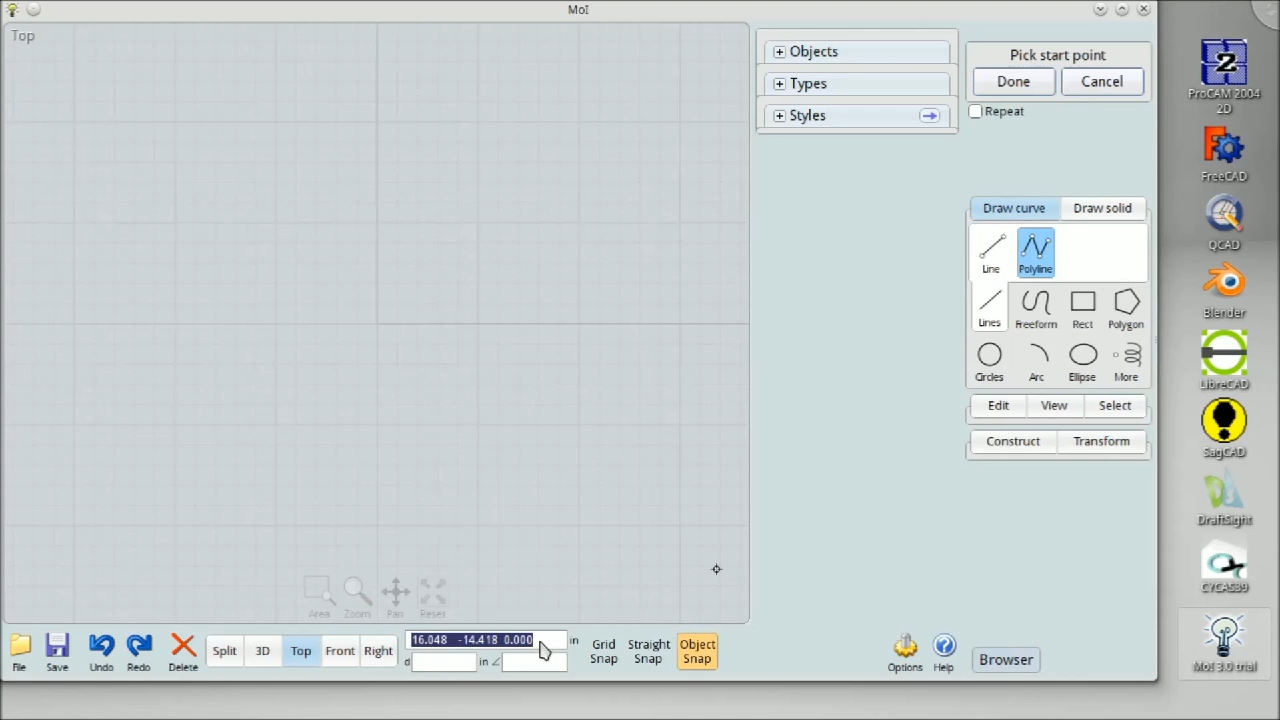 MoI
Top
Objects
Types
Styles
Pick start point
Done
Cancel
Repeat
Draw curve
Draw solid
Line
Polyline
Lines
Freeform
Rect
Polygon
Circles
Arc
Ellipse
More
Edit
View
Select
Construct
Transform
Area
Zoom
Pan
Reset
File
Save
Undo
Redo
Delete
Split
3D
Top
Front
Right
16.048 -14.418 0.000
in
d
in ∠
Grid
Snap
Straight
Snap
Object
Snap
Options
Help
Browser
2
ProCAM 2004
2D
FreeCAD
QCAD
Blender
LibreCAD
SagCAD
DraftSight
CYCAS39
MoI 3.0 trial